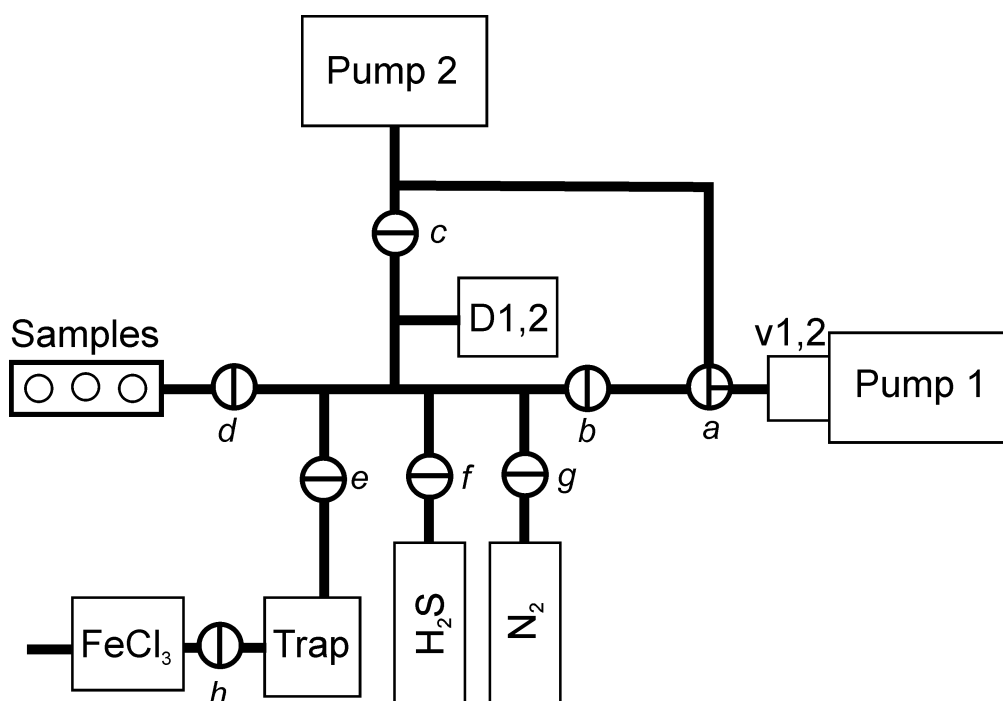 Pump 2
c
D1,2
Samples
v1,2
Pump 1
d
b
a
e
f
g
H₂S
N₂
FeCl₃
Trap
h